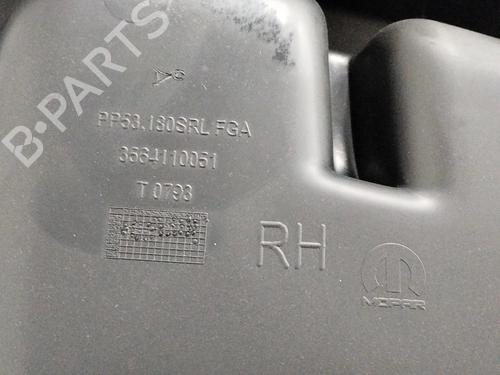 B-PARTS
PP53.180SRL FGA
3564110051
T 0793
RH
MOPAR